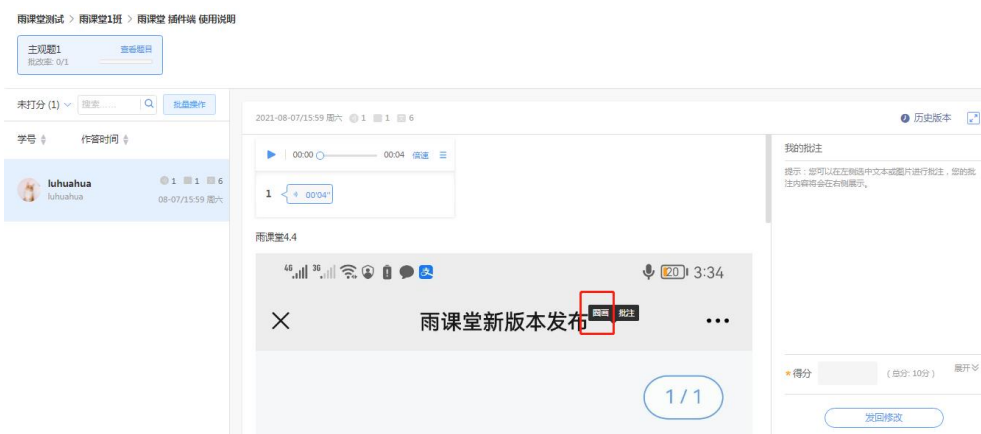 雨课堂测试 > 雨课堂1班 > 雨课堂 插件端 使用说明
主观题1 查看题目
批改率: 0/1
未打分 (1) 搜索...... 批量操作
学号 作答时间
luhuahua 1 1 6
luhuahua 08-07/15:59 周六
2021-08-07/15:59 周六 1 1 6
历史版本
00:00 00:04 倍速
1 00'04"
雨课堂4.4
46 36 20 3:34
雨课堂新版本发布
圈画 批注
1 / 1
我的批注
提示：您可以在左侧选中文本或图片进行批注，您的批
注内容将会在右侧展示。
*得分 (总分: 10分) 展开
发回修改